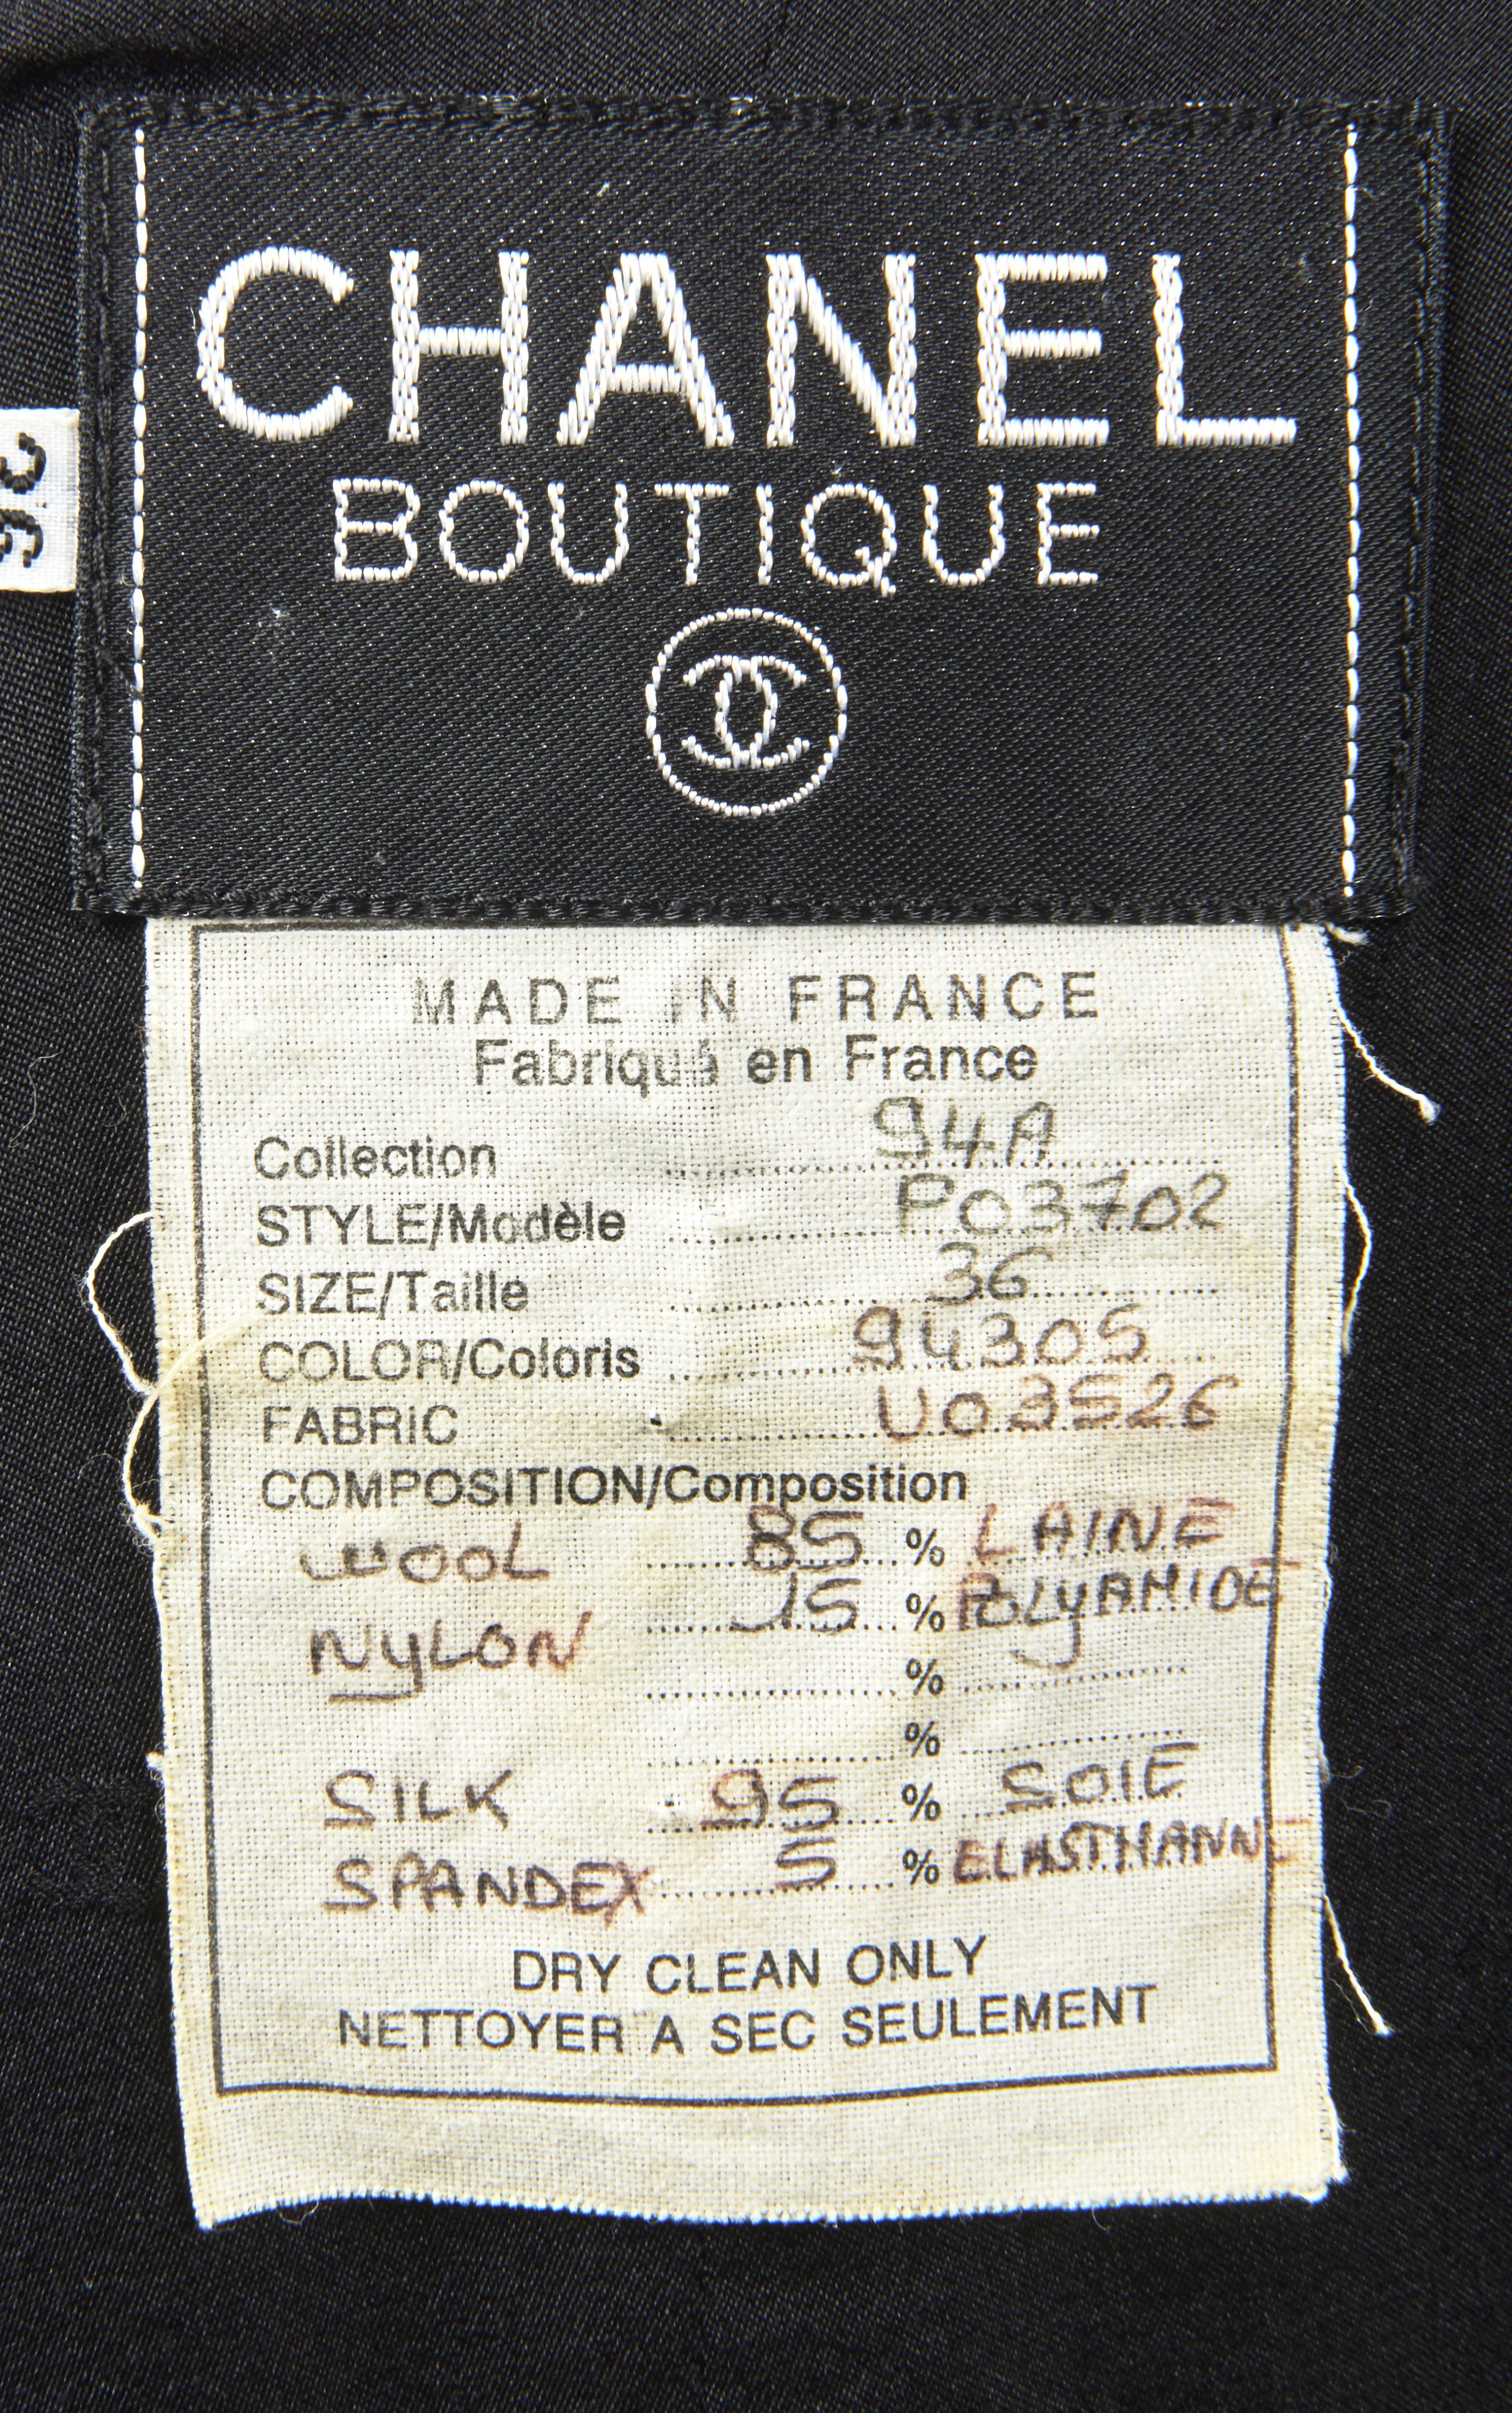 CHANEL
BOUTIQUE
36
MADE IN FRANCE
Fabriqué en France
Collection 94A
STYLE/Modèle P03702
SIZE/Taille 36
COLOR/Coloris 94305
FABRIC U03526
COMPOSITION/Composition
WOOL 85 % LAINE
NYLON 15 % POLYAMIDE
%
%
SILK 95 % SOIE
SPANDEX 5 % ELASTHANNE
DRY CLEAN ONLY
NETTOYER A SEC SEULEMENT